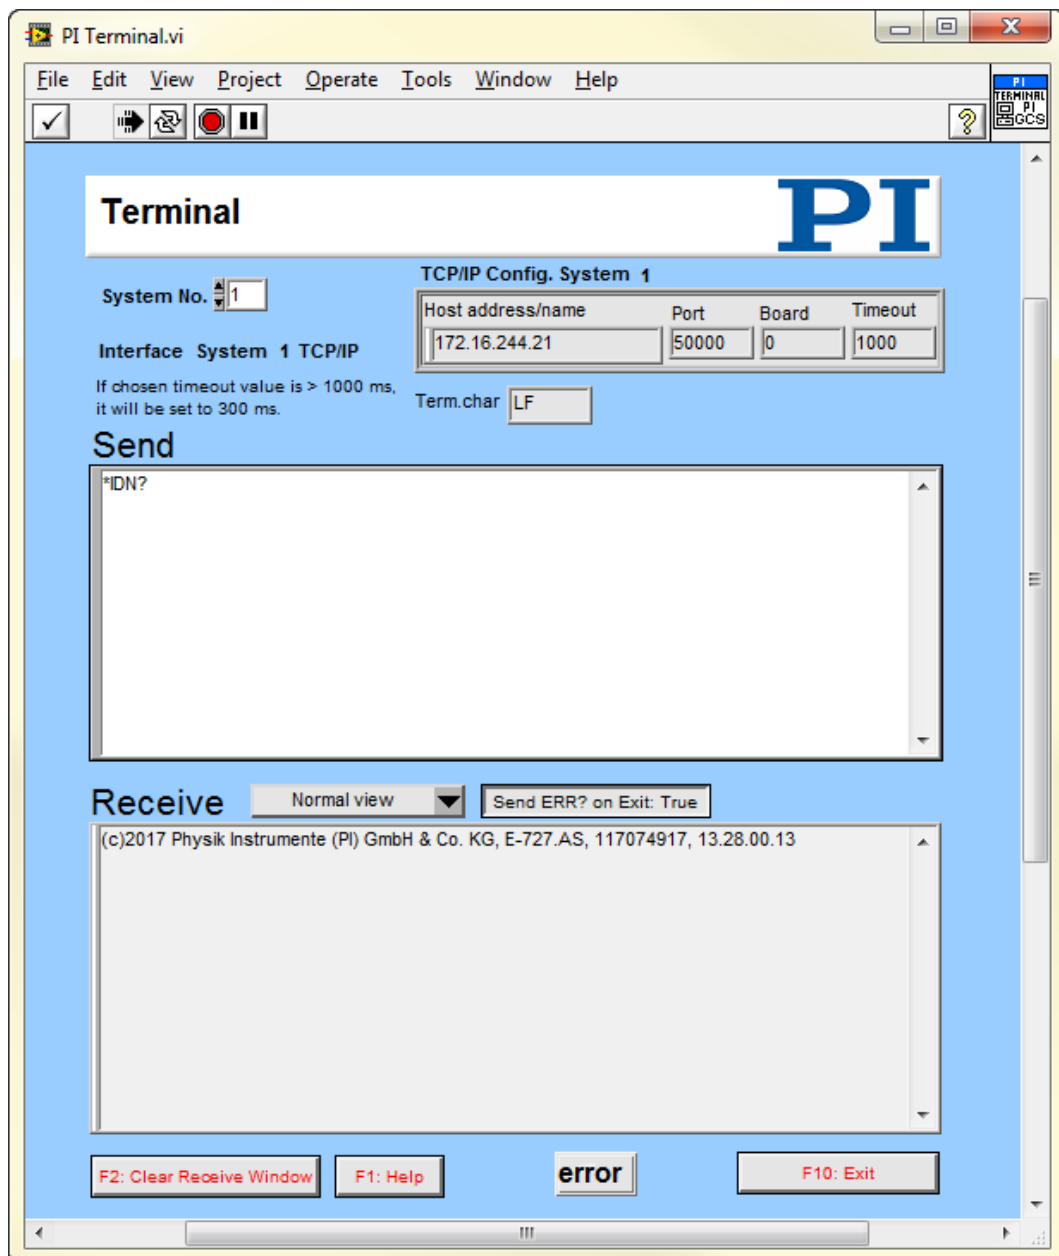 PI Terminal.vi
File Edit View Project Operate Tools Window Help
PI
TERMINAL
PI
GCS
Terminal
PI
System No. 1
TCP/IP Config. System 1
Host address/name Port Board Timeout
172.16.244.21 50000 0 1000
Interface System 1 TCP/IP
If chosen timeout value is > 1000 ms,
it will be set to 300 ms.
Term.char LF
Send
*IDN?
Receive Normal view Send ERR? on Exit: True
(c)2017 Physik Instrumente (PI) GmbH & Co. KG, E-727.AS, 117074917, 13.28.00.13
F2: Clear Receive Window F1: Help error F10: Exit